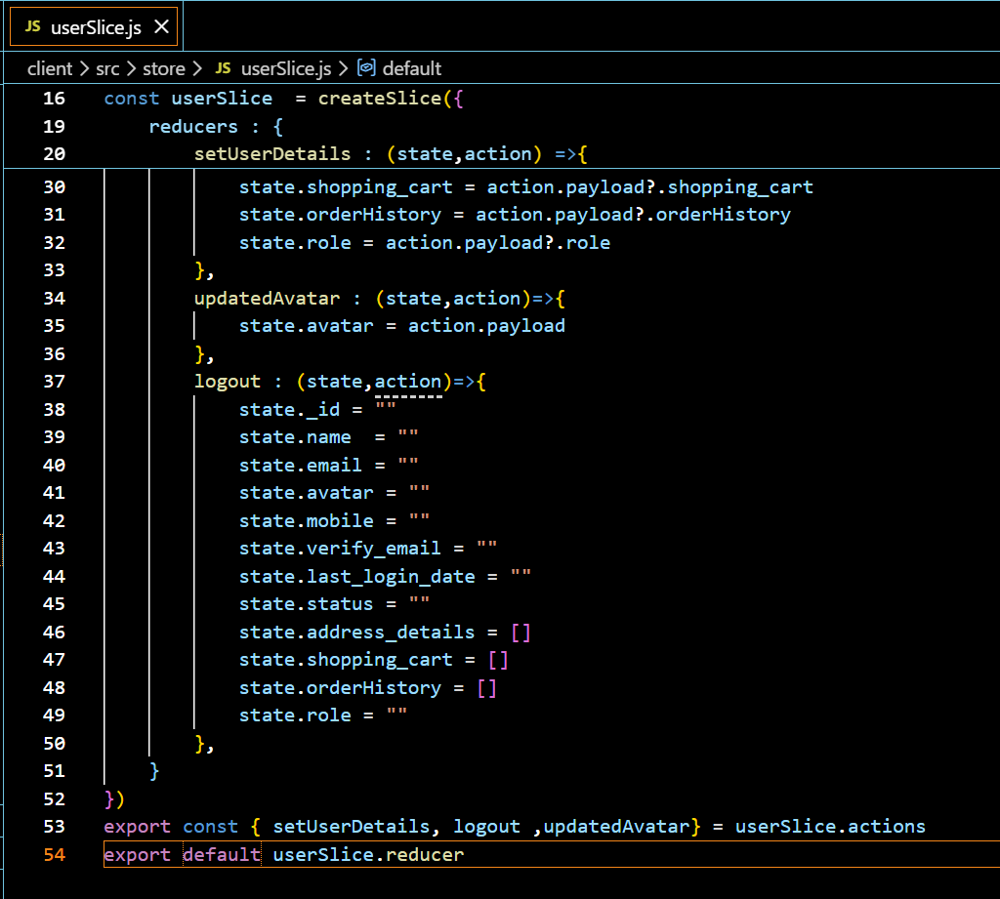 JS userSlice.js
client > src > store > JS userSlice.js > default
16 const userSlice  = createSlice({
19     reducers : {
20         setUserDetails : (state,action) =>{
30             state.shopping_cart = action.payload?.shopping_cart
31             state.orderHistory = action.payload?.orderHistory
32             state.role = action.payload?.role
33         },
34         updatedAvatar : (state,action)=>{
35             state.avatar = action.payload
36         },
37         logout : (state,action)=>{
38             state._id = ""
39             state.name  = ""
40             state.email = ""
41             state.avatar = ""
42             state.mobile = ""
43             state.verify_email = ""
44             state.last_login_date = ""
45             state.status = ""
46             state.address_details = []
47             state.shopping_cart = []
48             state.orderHistory = []
49             state.role = ""
50         },
51     }
52 })
53 export const { setUserDetails, logout ,updatedAvatar} = userSlice.actions
54 export default userSlice.reducer